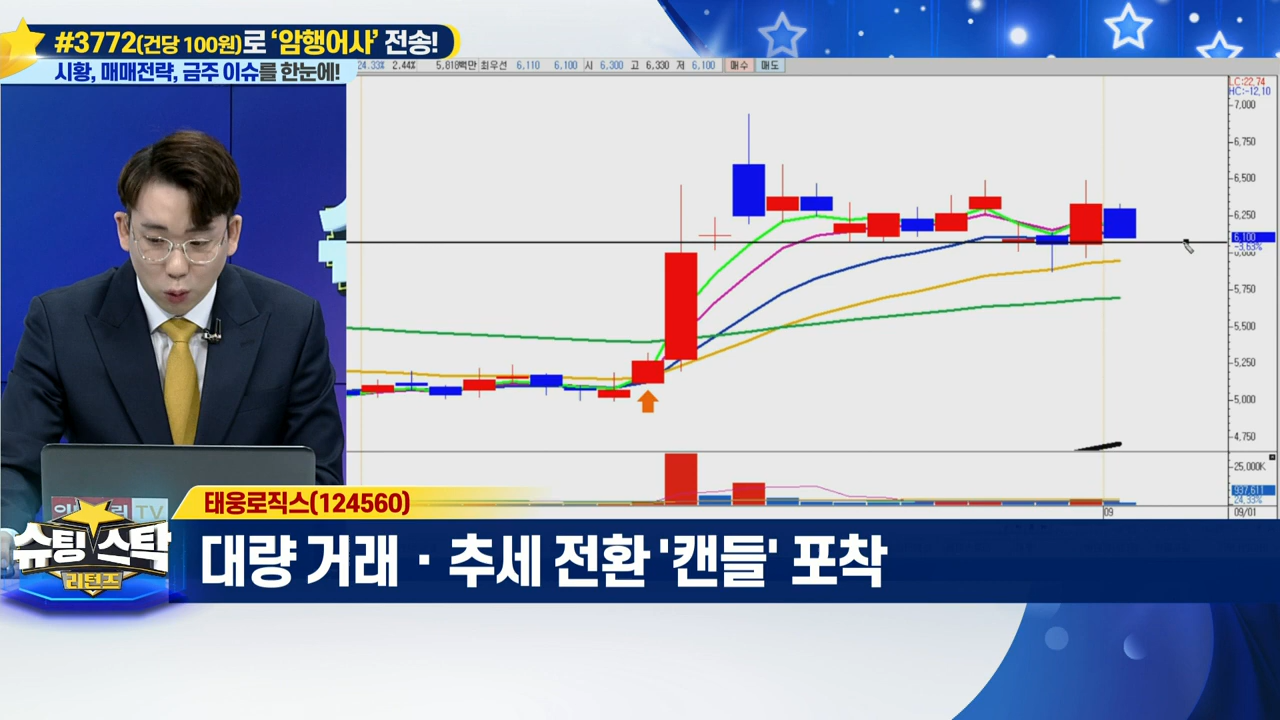 #3772(건당 100원)로 '암행어사' 전송!
시황, 매매전략, 금주 이슈를 한눈에!
24.33% 2.44% 5,818백만 최우선 6,110 6,100 시 6,300 고 6,330 저 6,100 매수 매도
LC:22.74
HC:-12.10
7,000
6,750
6,500
6,250
6,100
-3.63%
6,000
5,750
5,500
5,250
5,000
4,750
25,000K
937,611
24.33%
09
09/01
TV
슈팅스탁
리턴즈
태웅로직스(124560)
대량 거래 · 추세 전환 '캔들' 포착